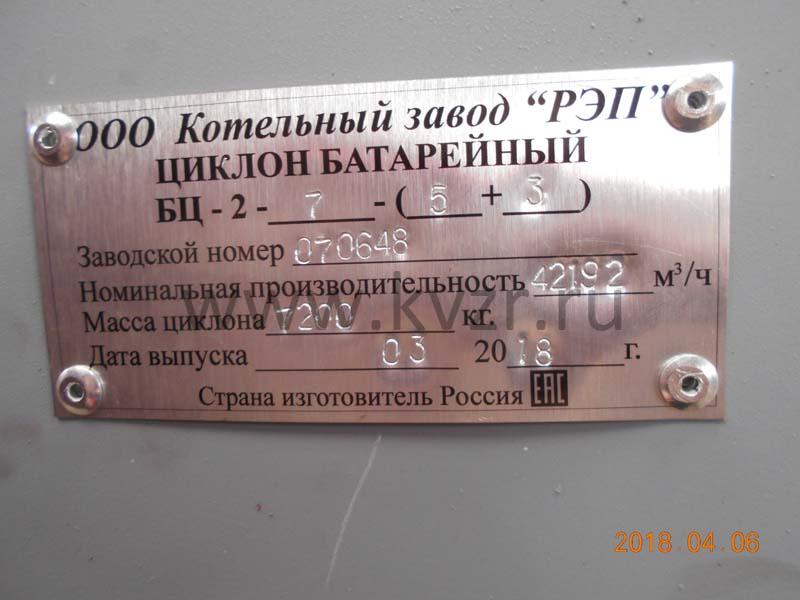 ООО Котельный завод "РЭП"
ЦИКЛОН БАТАРЕЙНЫЙ
БЦ - 2 - 7 - ( 5 + 3 )
Заводской номер 070648
Номинальная производительность 42192 м³/ч
Масса циклона 7200 кг.
Дата выпуска 03 2018 г.
Страна изготовитель Россия ЕАС
www.kvzr.ru
2018.04.06